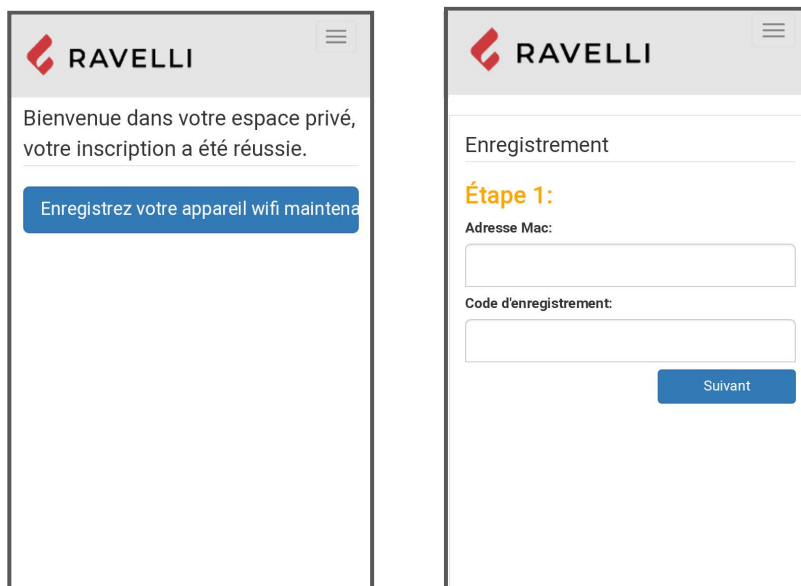 RAVELLI
Bienvenue dans votre espace privé,
votre inscription a été réussie.
Enregistrez votre appareil wifi maintena
RAVELLI
Enregistrement
Étape 1:
Adresse Mac:
Code d'enregistrement:
Suivant